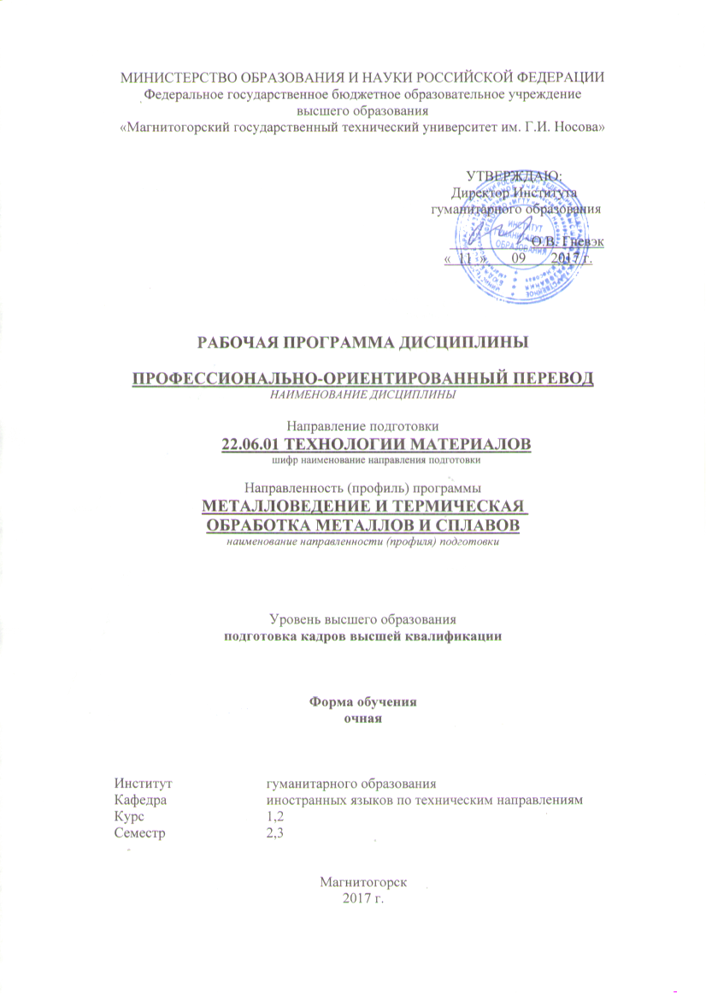 МИНИСТЕРСТВО ОБРАЗОВАНИЯ И НАУКИ РОССИЙСКОЙ ФЕДЕРАЦИИ
Федеральное государственное бюджетное образовательное учреждение
высшего образования
«Магнитогорский государственный технический университет им. Г.И. Носова»
УТВЕРЖДАЮ:
Директор Института
гуманитарного образования
О.В. Гневэк
« 11 » 09 2017 г.
ИНСТИТУТ
ГУМАНИТАРНОГО
ОБРАЗОВАНИЯ
РАБОЧАЯ ПРОГРАММА ДИСЦИПЛИНЫ
ПРОФЕССИОНАЛЬНО-ОРИЕНТИРОВАННЫЙ ПЕРЕВОД
НАИМЕНОВАНИЕ ДИСЦИПЛИНЫ
Направление подготовки
22.06.01 ТЕХНОЛОГИИ МАТЕРИАЛОВ
шифр наименование направления подготовки
Направленность (профиль) программы
МЕТАЛЛОВЕДЕНИЕ И ТЕРМИЧЕСКАЯ
ОБРАБОТКА МЕТАЛЛОВ И СПЛАВОВ
наименование направленности (профиля) подготовки
Уровень высшего образования
подготовка кадров высшей квалификации
Форма обучения
очная
Институт гуманитарного образования
Кафедра иностранных языков по техническим направлениям
Курс 1,2
Семестр 2,3
Магнитогорск
2017 г.